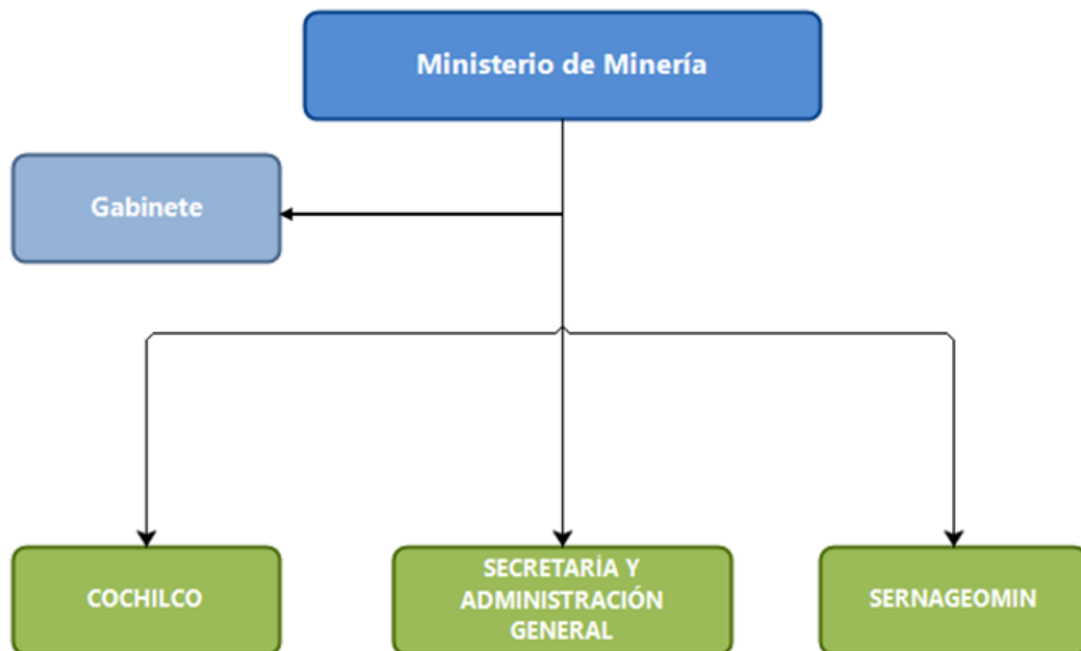 Ministerio de Minería
Gabinete
COCHILCO
SECRETARÍA Y
ADMINISTRACIÓN
GENERAL
SERNAGEOMIN